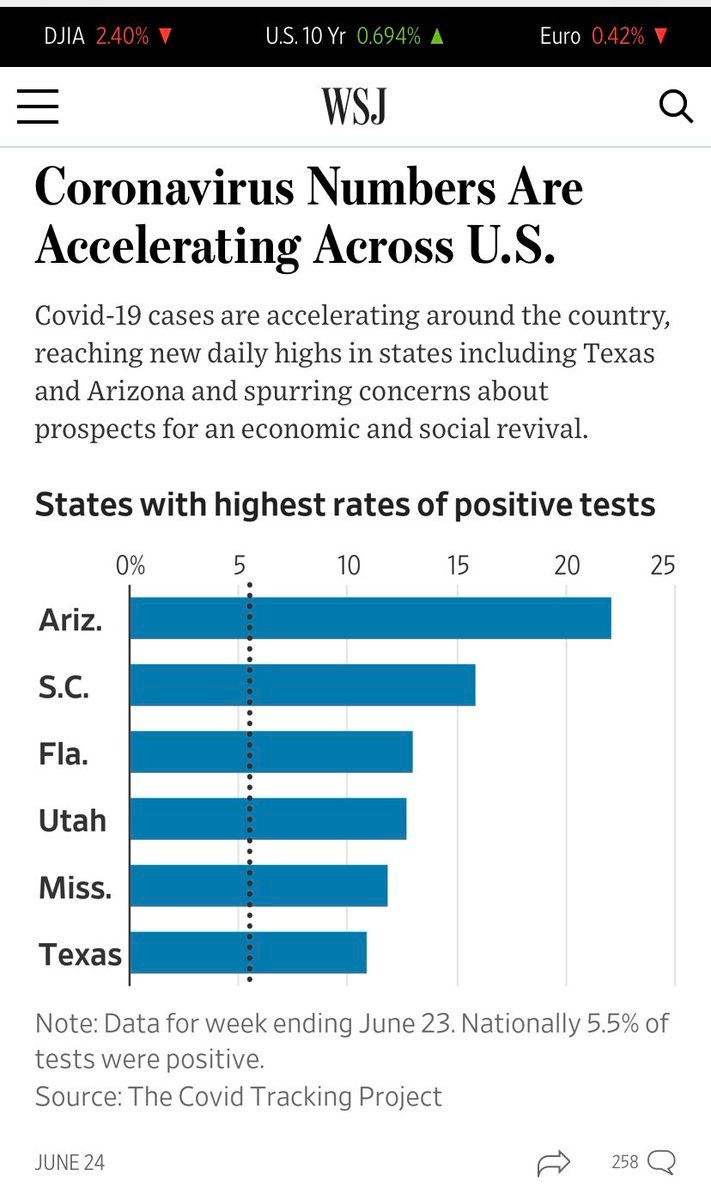 DJIA 2.40% ▼ U.S. 10 Yr 0.694% ▲ Euro 0.42% ▼
WSJ
Coronavirus Numbers Are
Accelerating Across U.S.
Covid-19 cases are accelerating around the country,
reaching new daily highs in states including Texas
and Arizona and spurring concerns about
prospects for an economic and social revival.
States with highest rates of positive tests
0% 5 10 15 20 25
Ariz.
S.C.
Fla.
Utah
Miss.
Texas
Note: Data for week ending June 23. Nationally 5.5% of
tests were positive.
Source: The Covid Tracking Project
JUNE 24 258